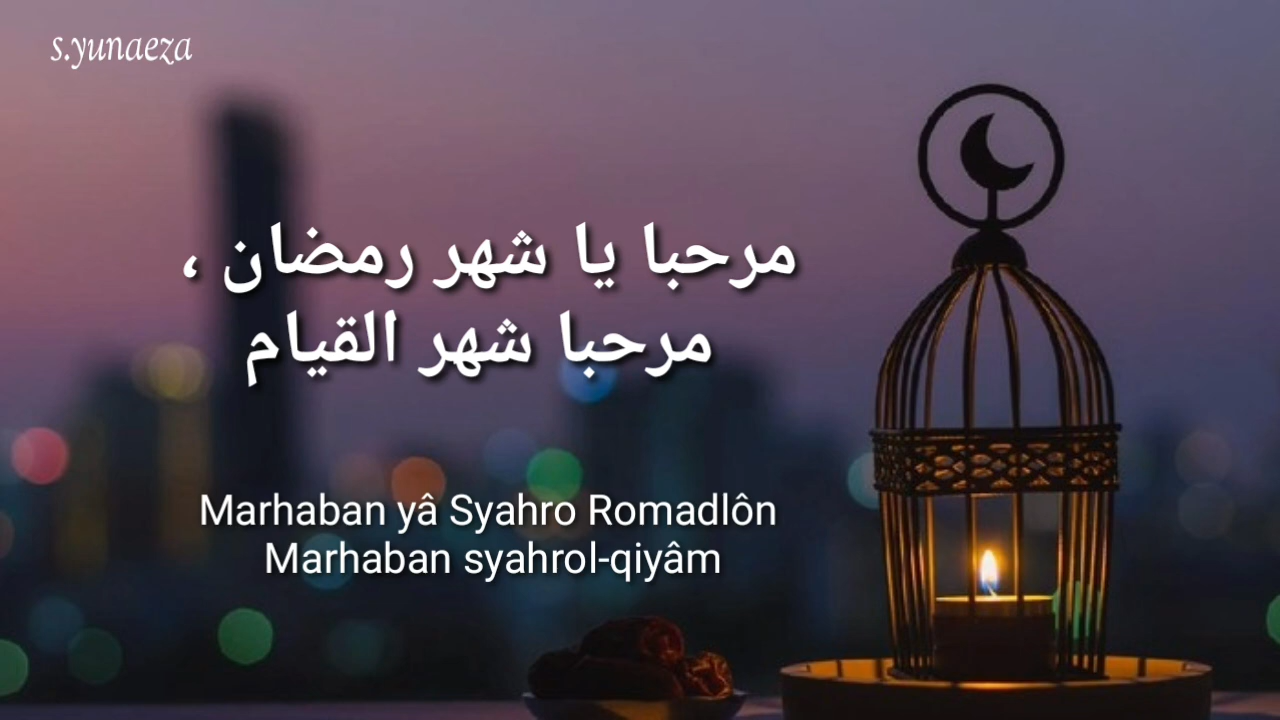 s.yunaeza
مرحبا يا شهر رمضان ،
مرحبا شهر القيام
Marhaban yâ Syahro Romadlôn
Marhaban syahrol-qiyâm